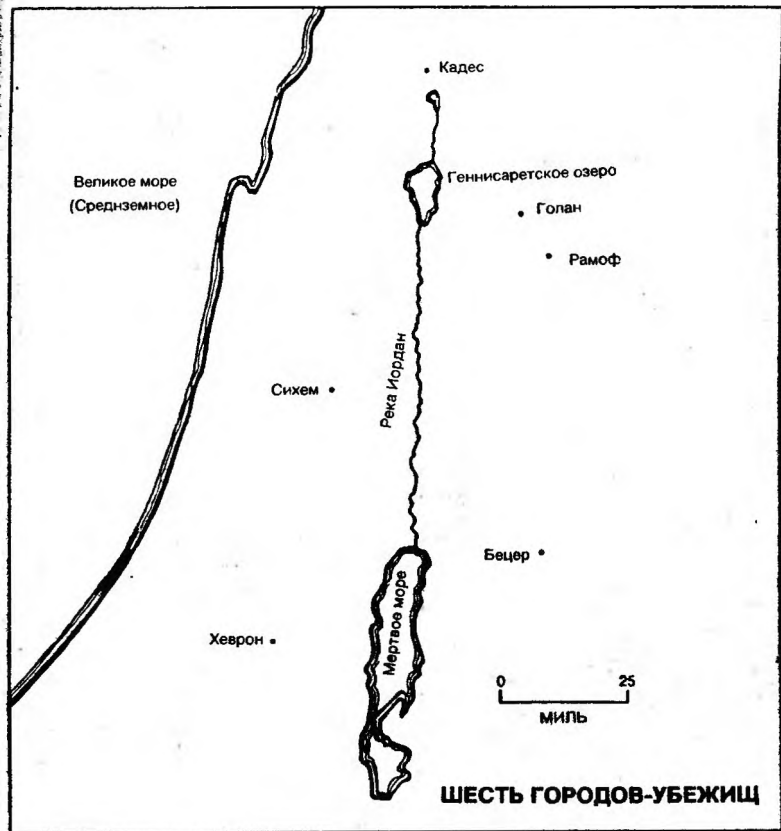 Кадес
Великое море
(Среднземное)
Геннисаретское озеро
Голан
Рамоф
Сихем
Река Иордан
Бецер
Мертвое море
Хеврон
0 25
МИЛЬ
ШЕСТЬ ГОРОДОВ-УБЕЖИЩ